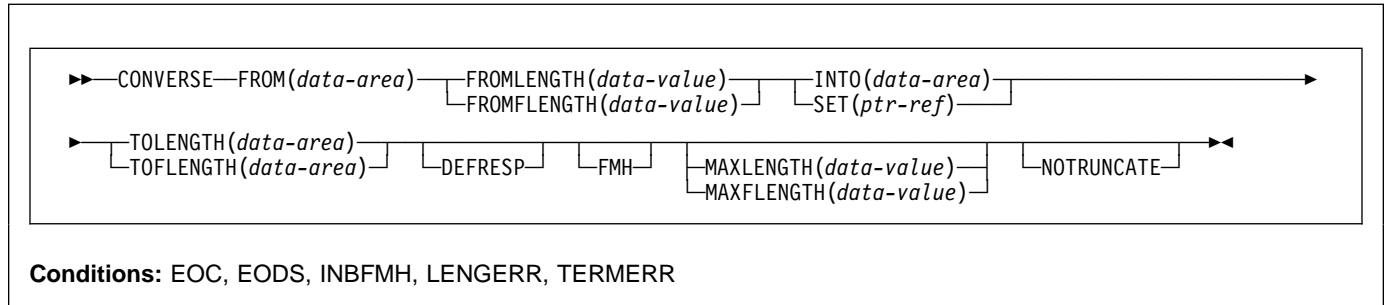 CONVERSE FROM(data-area) FROMLENGTH(data-value) INTO(data-area)
FROMFLENGTH(data-value) SET(ptr-ref)
TOLENGTH(data-area)
TOFLENGTH(data-area) DEFRESP FMH MAXLENGTH(data-value) NOTRUNCATE
MAXFLENGTH(data-value)
Conditions: EOC, EODS, INBFMH, LENGERR, TERMERR